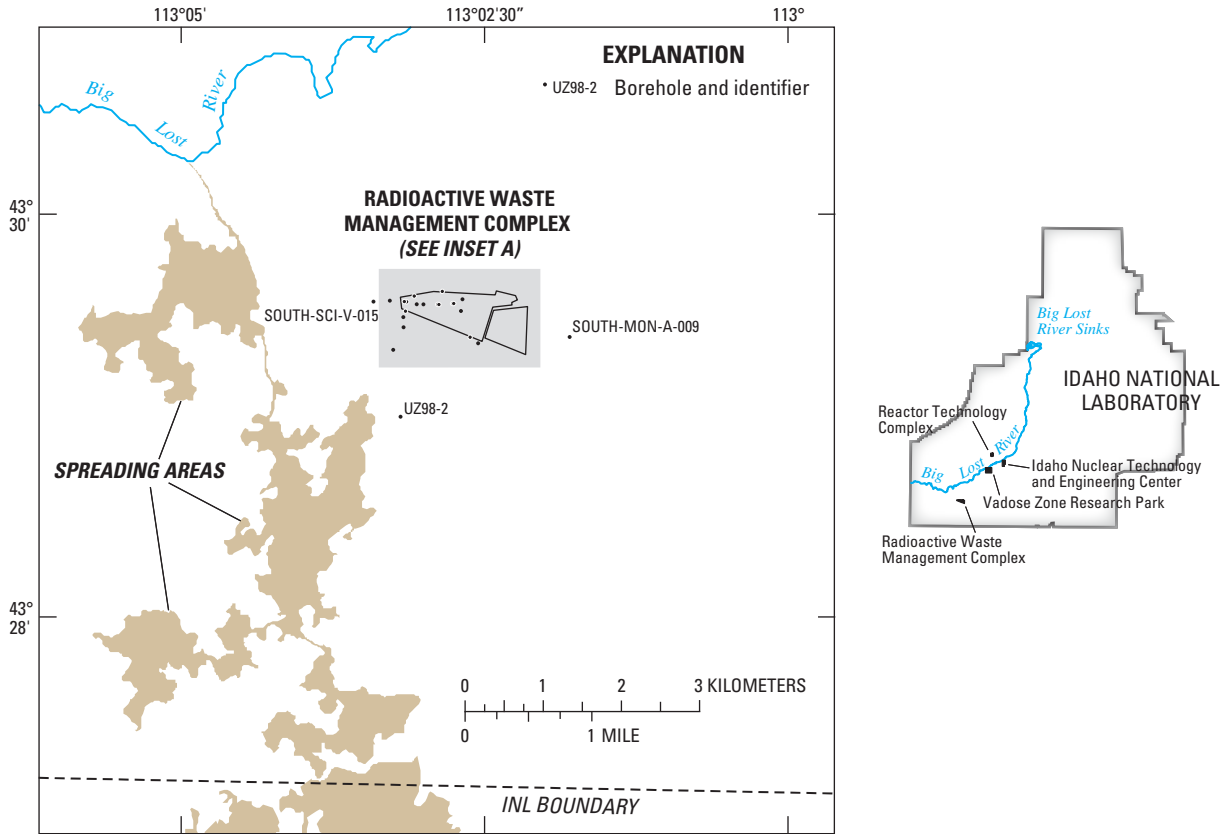 113°05'
113°02'30"
113°
EXPLANATION
UZ98-2 Borehole and identifier
Big
Lost
River
43°
30'
RADIOACTIVE WASTE
MANAGEMENT COMPLEX
(SEE INSET A)
SOUTH-SCI-V-015
SOUTH-MON-A-009
UZ98-2
SPREADING AREAS
43°
28'
0 1 2 3 KILOMETERS
0 1 MILE
INL BOUNDARY
Big Lost
River Sinks
IDAHO NATIONAL
LABORATORY
Reactor Technology
Complex
Big Lost River
Idaho Nuclear Technology
and Engineering Center
Vadose Zone Research Park
Radioactive Waste
Management Complex